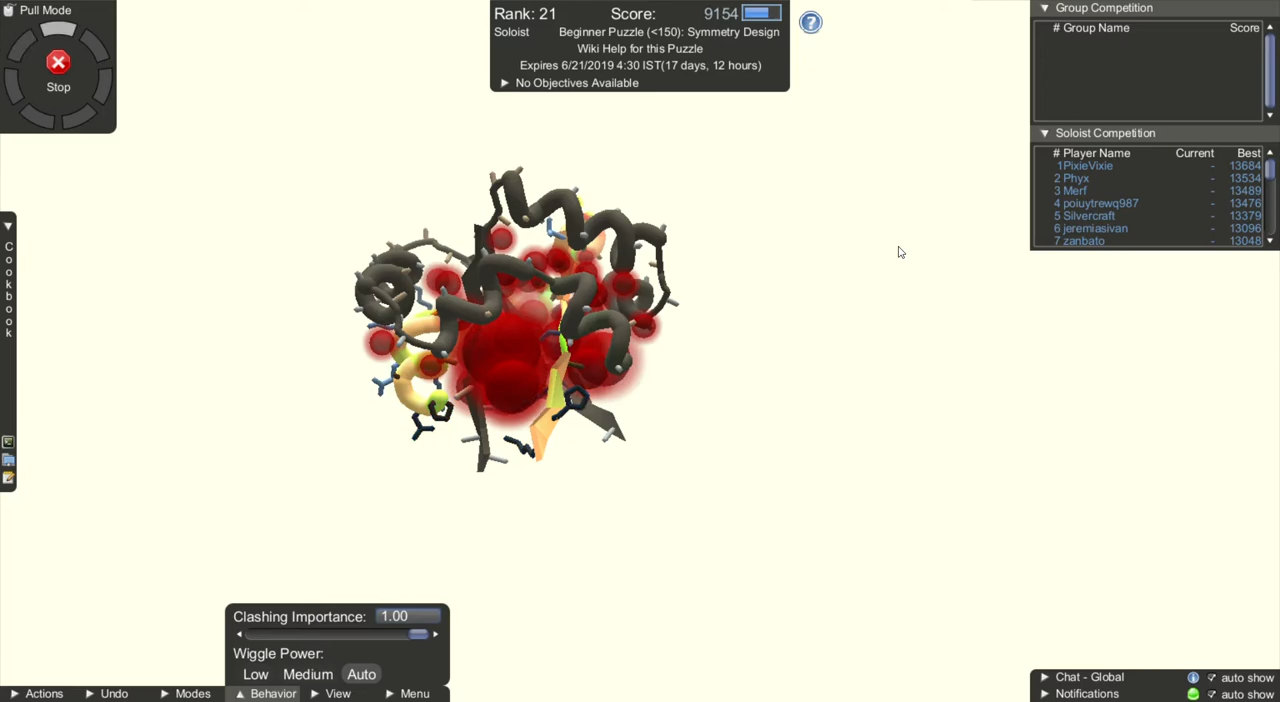 Pull Mode
Stop
Rank: 21 Score: 9154
Soloist Beginner Puzzle (<150): Symmetry Design
Wiki Help for this Puzzle
Expires 6/21/2019 4:30 IST(17 days, 12 hours)
No Objectives Available
?
Group Competition
# Group Name Score
Soloist Competition
# Player Name Current Best
1 PixieVixie - 13684
2 Phyx - 13534
3 Merf - 13489
4 poiuytrewq987 - 13476
5 Silvercraft - 13379
6 jeremiasivan - 13096
7 zanbato - 13048
Cookbook
Clashing Importance: 1.00
Wiggle Power:
Low Medium Auto
Actions Undo Modes Behavior View Menu
Chat - Global auto show
Notifications auto show